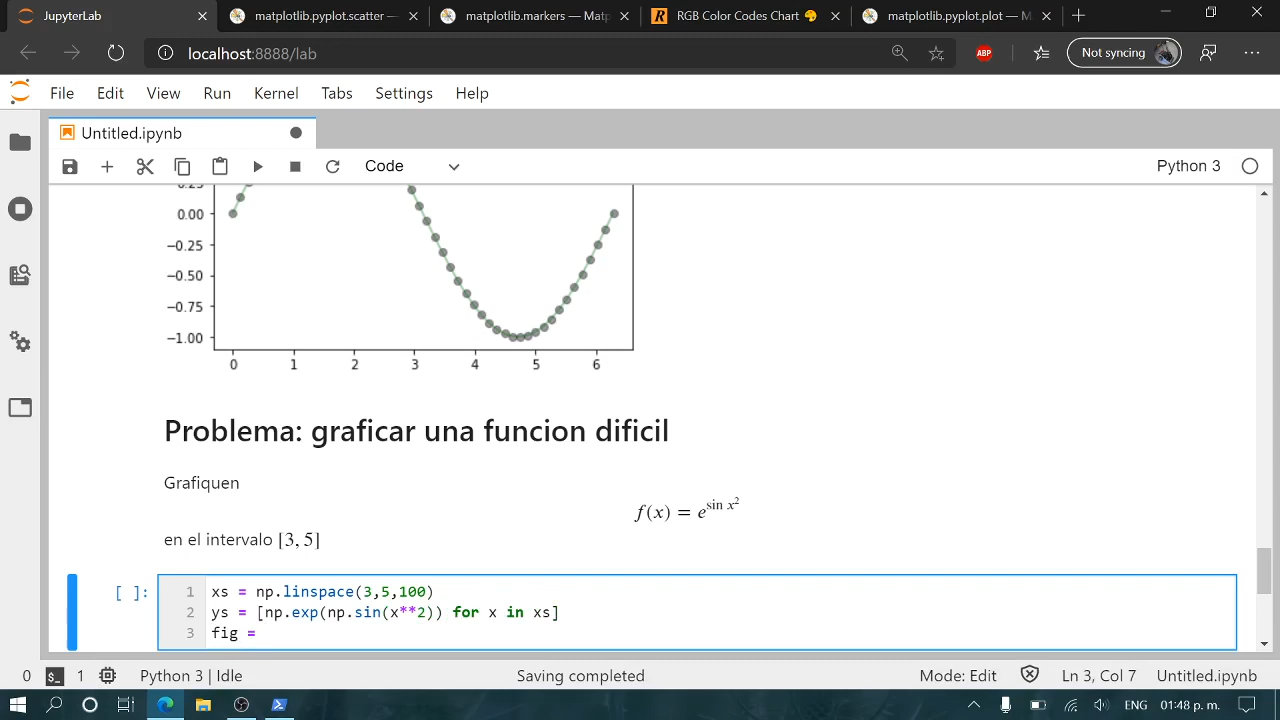 JupyterLab
matplotlib.pyplot.scatter —
matplotlib.markers — Matp
RGB Color Codes Chart
matplotlib.pyplot.plot — M
localhost:8888/lab
ABP
Not syncing
File Edit View Run Kernel Tabs Settings Help
Untitled.ipynb
Code
Python 3
0.25
0.00
−0.25
−0.50
−0.75
−1.00
0 1 2 3 4 5 6
Problema: graficar una funcion dificil
Grafiquen
f(x) = e^{sin x^2}
en el intervalo [3, 5]
[ ]:
1 xs = np.linspace(3,5,100)
2 ys = [np.exp(np.sin(x**2)) for x in xs]
3 fig =
0 $_ 1 Python 3 | Idle Saving completed Mode: Edit Ln 3, Col 7 Untitled.ipynb
ENG 01:48 p. m.